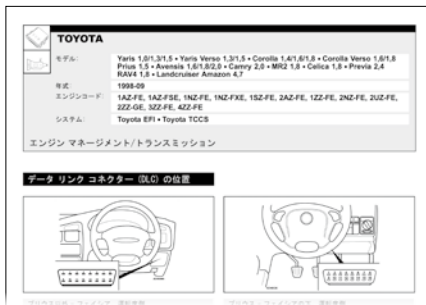 TOYOTA
モデル:
Yaris 1,0/1,3/1,5 • Yaris Verso 1,3/1,5 • Corolla 1,4/1,6/1,8 • Corolla Verso 1,6/1,8
Prius 1,5 • Avensis 1,6/1,8/2,0 • Camry 2,0 • MR2 1,8 • Celica 1,8 • Previa 2,4
RAV4 1,8 • Landcruiser Amazon 4,7
年式:
1998-09
エンジンコード:
1AZ-FE, 1AZ-FSE, 1NZ-FE, 1NZ-FXE, 1SZ-FE, 2AZ-FE, 1ZZ-FE, 2NZ-FE, 2UZ-FE,
2ZZ-GE, 3ZZ-FE, 4ZZ-FE
システム:
Toyota EFI • Toyota TCCS
エンジン マネージメント/トランスミッション
データ リンク コネクター (DLC) の位置